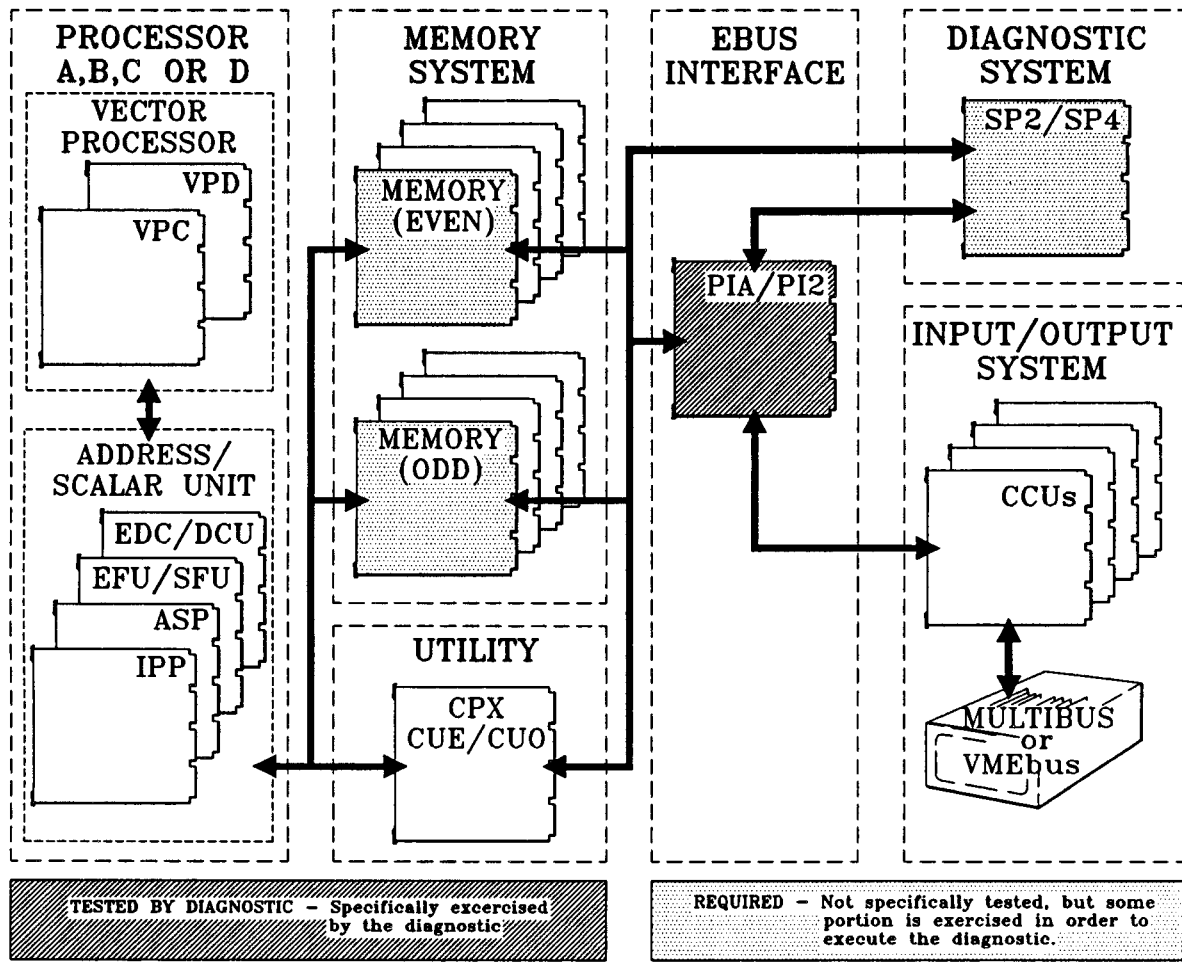 PROCESSOR
A,B,C OR D
VECTOR
PROCESSOR
VPD
VPC
ADDRESS/
SCALAR UNIT
EDC/DCU
EFU/SFU
ASP
IPP
MEMORY
SYSTEM
MEMORY
(EVEN)
MEMORY
(ODD)
UTILITY
CPX
CUE/CUO
EBUS
INTERFACE
PIA/PI2
DIAGNOSTIC
SYSTEM
SP2/SP4
INPUT/OUTPUT
SYSTEM
CCUs
MULTIBUS
or
VMEbus
TESTED BY DIAGNOSTIC – Specifically excercised
by the diagnostic
REQUIRED – Not specifically tested, but some
portion is exercised in order to
execute the diagnostic.